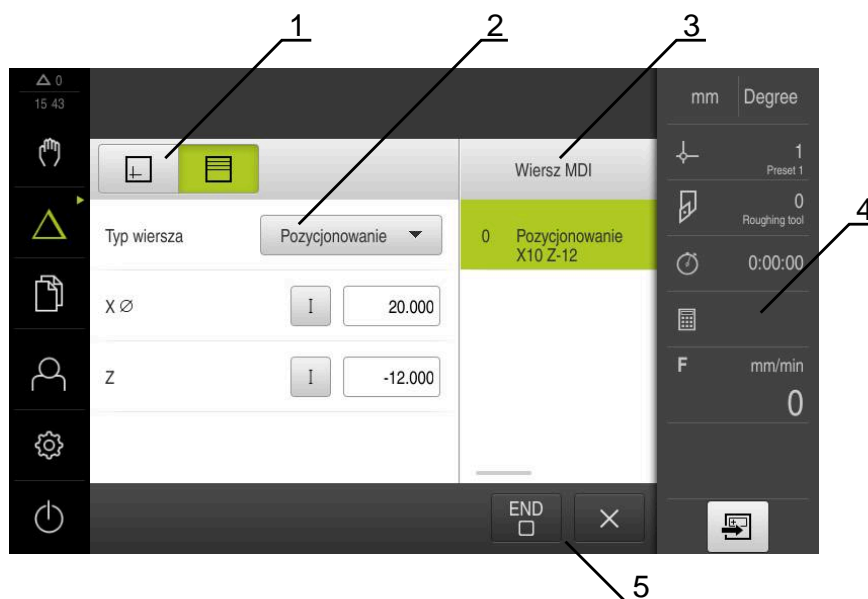 1
2
3
4
5
0
15 43
mm
Degree
1
Preset 1
Wiersz MDI
0
Roughing tool
Typ wiersza
Pozycjonowanie
0 Pozycjonowanie
X10 Z-12
0:00:00
X Ø
I
20.000
Z
I
-12.000
F
mm/min
0
END